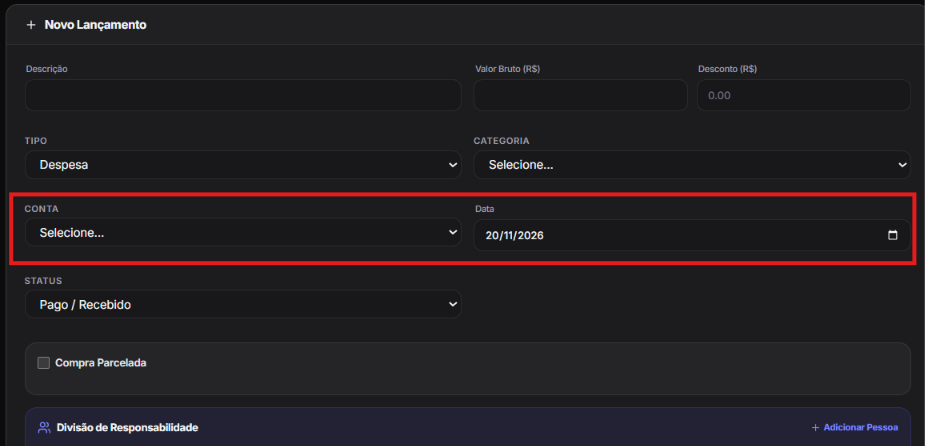 + Novo Lançamento
Descrição Valor Bruto (R$) Desconto (R$)
0.00
TIPO CATEGORIA
Despesa Selecione...
CONTA Data
Selecione... 20/11/2026
STATUS
Pago / Recebido
Compra Parcelada
Divisão de Responsabilidade + Adicionar Pessoa